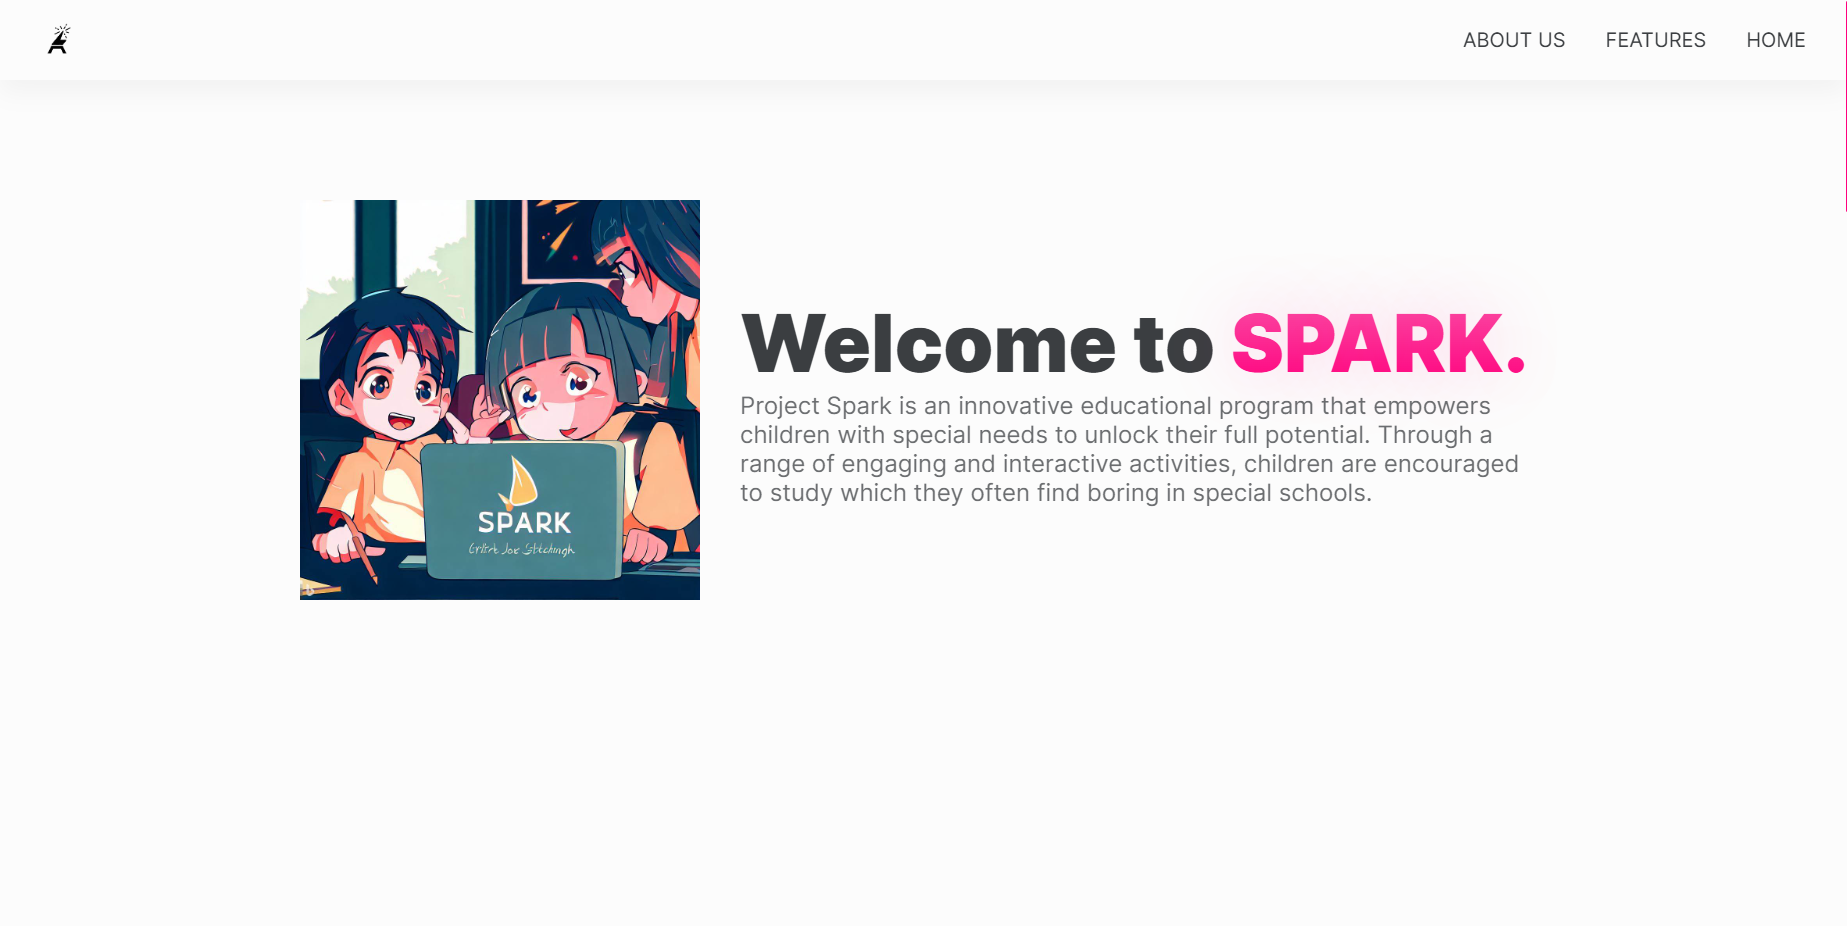 ABOUT US FEATURES HOME
SPARK
Welcome to SPARK.
Project Spark is an innovative educational program that empowers
children with special needs to unlock their full potential. Through a
range of engaging and interactive activities, children are encouraged
to study which they often find boring in special schools.